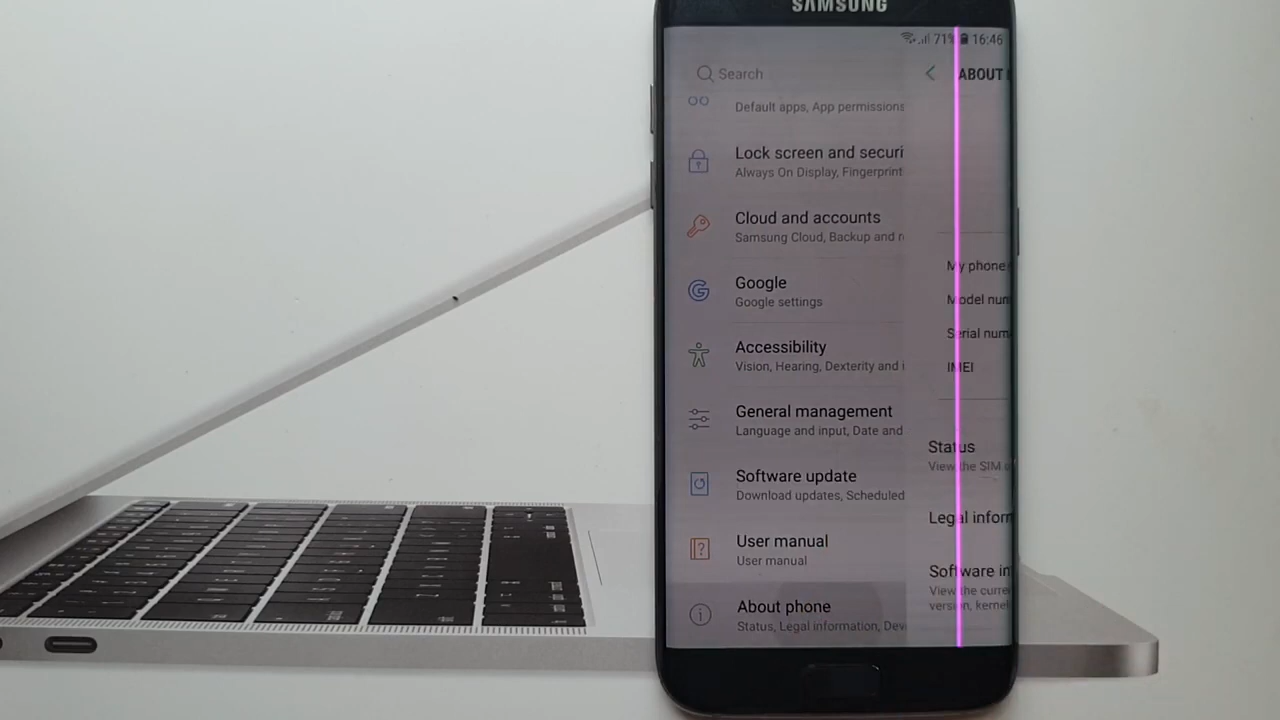 SAMSUNG
71% 16:46
Search
Default apps, App permissions
Lock screen and securi
Always On Display, Fingerprint
Cloud and accounts
Samsung Cloud, Backup and r
Google
Google settings
Accessibility
Vision, Hearing, Dexterity and i
General management
Language and input, Date and
Software update
Download updates, Scheduled
User manual
User manual
About phone
Status, Legal information, Dev
ABOUT
My phone
Model num
Serial num
IMEI
Status
View the SIM
Legal inform
Software in
View the curre
version, kernel